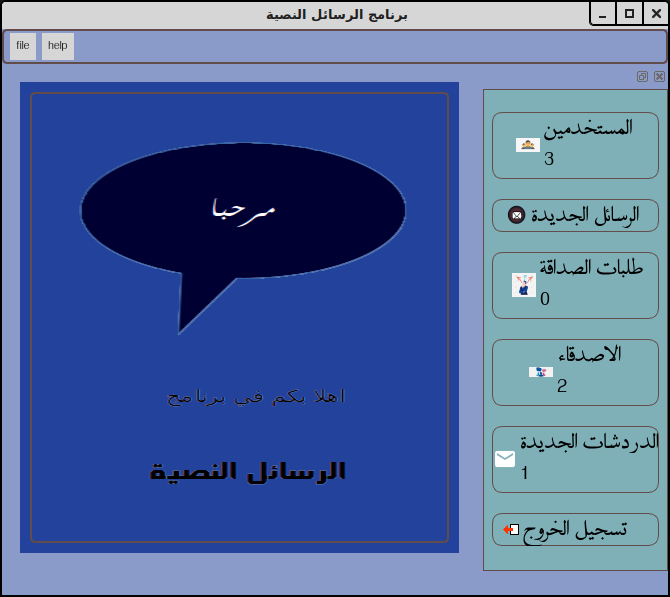 برنامج الرسائل النصية
file help
مرحبا
اهلا بكم في برنامج
الرسائل النصية
المستخدمين
3
الرسائل الجديدة
طلبات الصداقة
0
الاصدقاء
2
الدردشات الجديدة
1
تسجيل الخروج